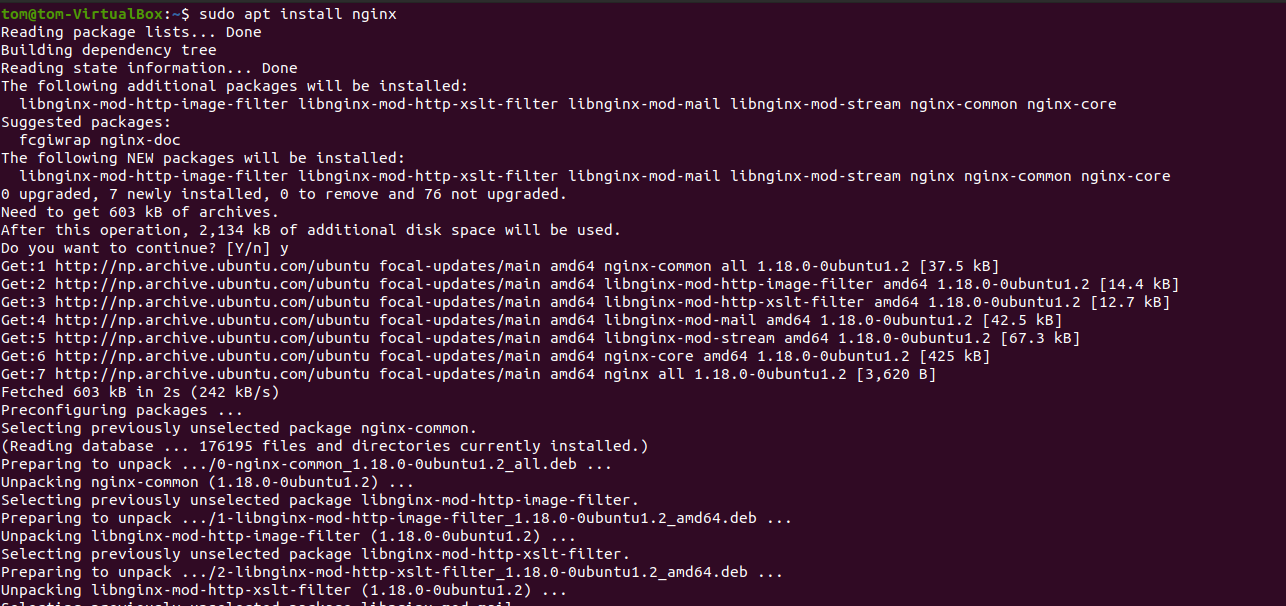 tom@tom-VirtualBox:~$ sudo apt install nginx
Reading package lists... Done
Building dependency tree
Reading state information... Done
The following additional packages will be installed:
  libnginx-mod-http-image-filter libnginx-mod-http-xslt-filter libnginx-mod-mail libnginx-mod-stream nginx-common nginx-core
Suggested packages:
  fcgiwrap nginx-doc
The following NEW packages will be installed:
  libnginx-mod-http-image-filter libnginx-mod-http-xslt-filter libnginx-mod-mail libnginx-mod-stream nginx nginx-common nginx-core
0 upgraded, 7 newly installed, 0 to remove and 76 not upgraded.
Need to get 603 kB of archives.
After this operation, 2,134 kB of additional disk space will be used.
Do you want to continue? [Y/n] y
Get:1 http://np.archive.ubuntu.com/ubuntu focal-updates/main amd64 nginx-common all 1.18.0-0ubuntu1.2 [37.5 kB]
Get:2 http://np.archive.ubuntu.com/ubuntu focal-updates/main amd64 libnginx-mod-http-image-filter amd64 1.18.0-0ubuntu1.2 [14.4 kB]
Get:3 http://np.archive.ubuntu.com/ubuntu focal-updates/main amd64 libnginx-mod-http-xslt-filter amd64 1.18.0-0ubuntu1.2 [12.7 kB]
Get:4 http://np.archive.ubuntu.com/ubuntu focal-updates/main amd64 libnginx-mod-mail amd64 1.18.0-0ubuntu1.2 [42.5 kB]
Get:5 http://np.archive.ubuntu.com/ubuntu focal-updates/main amd64 libnginx-mod-stream amd64 1.18.0-0ubuntu1.2 [67.3 kB]
Get:6 http://np.archive.ubuntu.com/ubuntu focal-updates/main amd64 nginx-core amd64 1.18.0-0ubuntu1.2 [425 kB]
Get:7 http://np.archive.ubuntu.com/ubuntu focal-updates/main amd64 nginx all 1.18.0-0ubuntu1.2 [3,620 B]
Fetched 603 kB in 2s (242 kB/s)
Preconfiguring packages ...
Selecting previously unselected package nginx-common.
(Reading database ... 176195 files and directories currently installed.)
Preparing to unpack .../0-nginx-common_1.18.0-0ubuntu1.2_all.deb ...
Unpacking nginx-common (1.18.0-0ubuntu1.2) ...
Selecting previously unselected package libnginx-mod-http-image-filter.
Preparing to unpack .../1-libnginx-mod-http-image-filter_1.18.0-0ubuntu1.2_amd64.deb ...
Unpacking libnginx-mod-http-image-filter (1.18.0-0ubuntu1.2) ...
Selecting previously unselected package libnginx-mod-http-xslt-filter.
Preparing to unpack .../2-libnginx-mod-http-xslt-filter_1.18.0-0ubuntu1.2_amd64.deb ...
Unpacking libnginx-mod-http-xslt-filter (1.18.0-0ubuntu1.2) ...